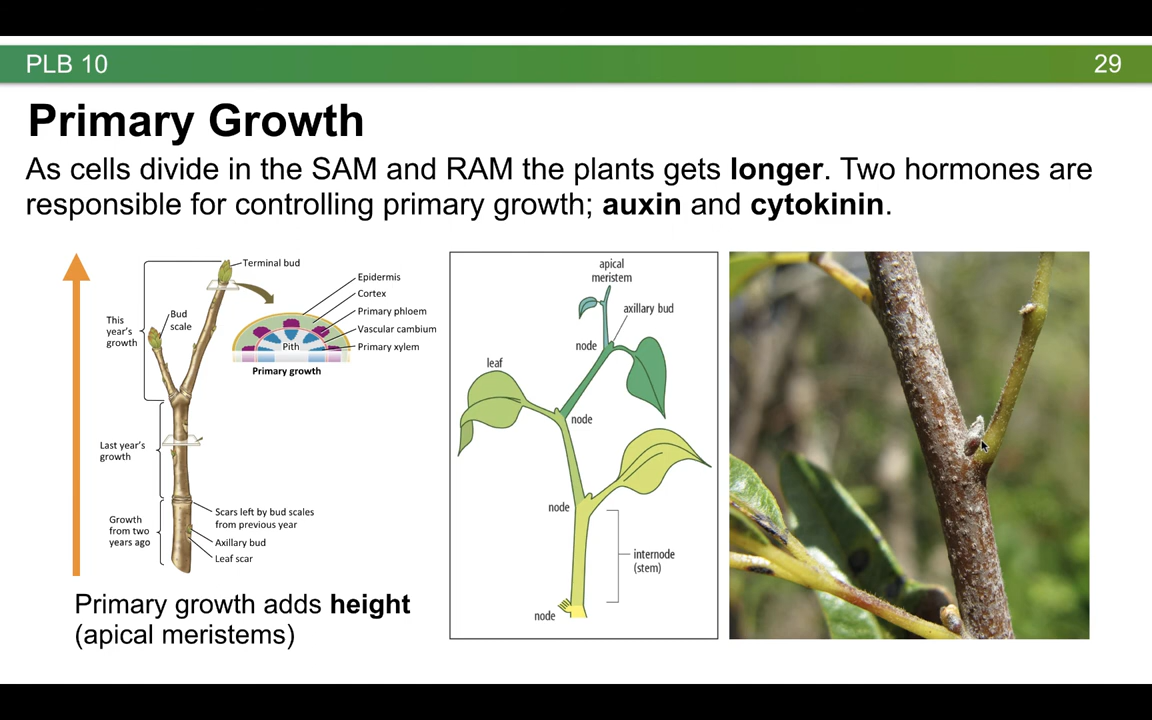 PLB 10
29
Primary Growth
As cells divide in the SAM and RAM the plants gets longer. Two hormones are
responsible for controlling primary growth; auxin and cytokinin.
Terminal bud
Bud
scale
This
year's
growth
Epidermis
Cortex
Primary phloem
Vascular cambium
Primary xylem
Pith
Primary growth
Last year's
growth
Scars left by bud scales
from previous year
Growth
from two
years ago
Axillary bud
Leaf scar
Primary growth adds height
(apical meristems)
apical
meristem
axillary bud
node
leaf
node
node
internode
(stem)
node